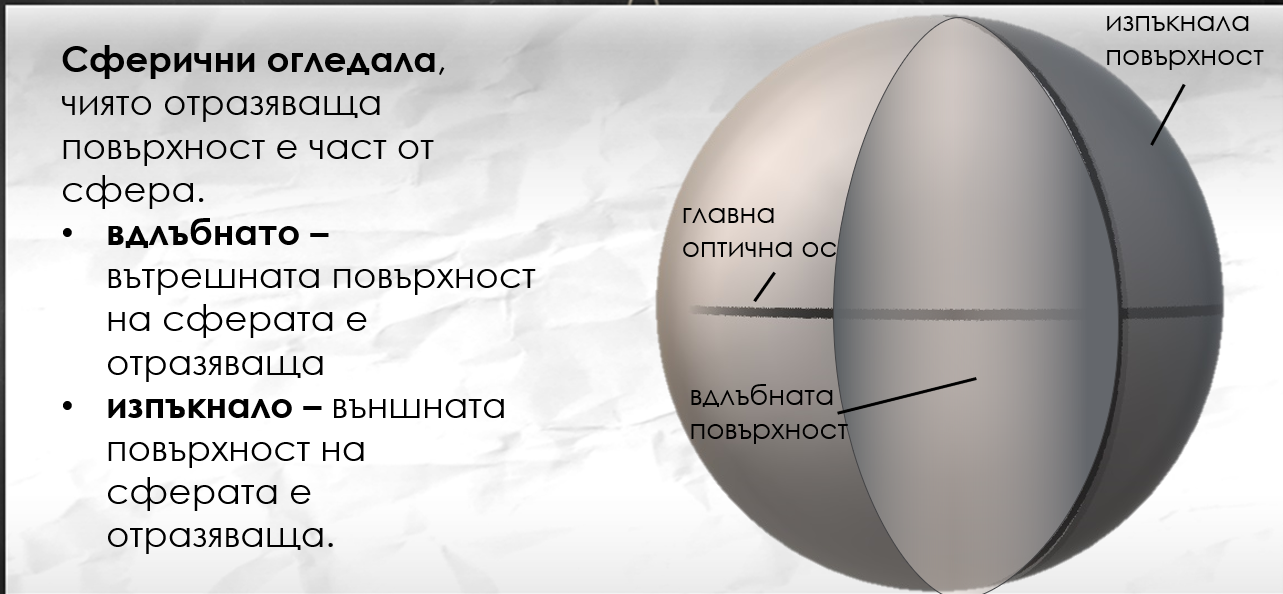 Сферични огледала,
чиято отразяваща
повърхност е част от
сфера.
• вдлъбнато –
вътрешната повърхност
на сферата е
отразяваща
• изпъкнало – външната
повърхност на
сферата е
отразяваща.
изпъкнала
повърхност
главна
оптична ос
вдлъбната
повърхност